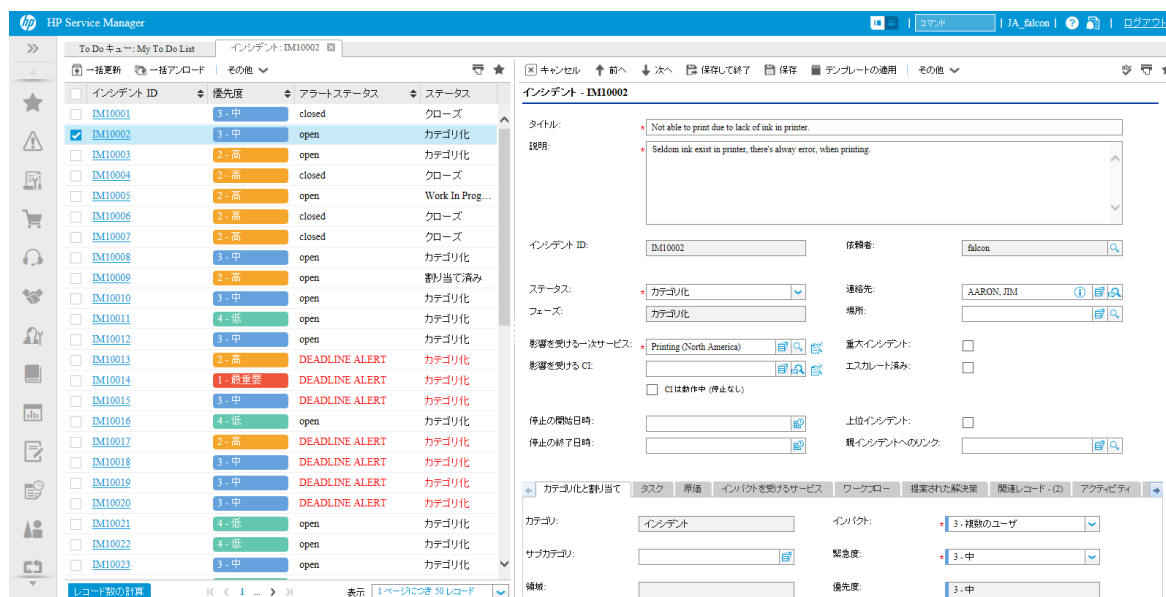 hp HP Service Manager コマンド JA_falcon ? ログアウト
To Do キュー: My To Do List インシデント: IM10002
一括更新 一括アンロード その他
キャンセル 前へ 次へ 保存して終了 保存 テンプレートの適用 その他
インシデント ID 優先度 アラートステータス ステータス
IM10001 3 - 中 closed クローズ
IM10002 3 - 中 open カテゴリ化
IM10003 2 - 高 open カテゴリ化
IM10004 2 - 高 closed クローズ
IM10005 2 - 高 open Work In Prog...
IM10006 2 - 高 closed クローズ
IM10007 2 - 高 closed クローズ
IM10008 3 - 中 open カテゴリ化
IM10009 2 - 高 open 割り当て済み
IM10010 3 - 中 open カテゴリ化
IM10011 4 - 低 open カテゴリ化
IM10012 3 - 中 open カテゴリ化
IM10013 2 - 高 DEADLINE ALERT カテゴリ化
IM10014 1 - 最重要 DEADLINE ALERT カテゴリ化
IM10015 3 - 中 DEADLINE ALERT カテゴリ化
IM10016 4 - 低 open カテゴリ化
IM10017 2 - 高 DEADLINE ALERT カテゴリ化
IM10018 3 - 中 DEADLINE ALERT カテゴリ化
IM10019 3 - 中 DEADLINE ALERT カテゴリ化
IM10020 3 - 中 DEADLINE ALERT カテゴリ化
IM10021 4 - 低 open カテゴリ化
IM10022 4 - 低 open カテゴリ化
IM10023 3 - 中 open カテゴリ化
レコード数の計算 1 ... 表示 1 ページにつき 50 レコード
インシデント - IM10002
タイトル: * Not able to print due to lack of ink in printer.
説明: * Seldom ink exist in printer, there's alway error, when printing.
インシデント ID: IM10002 依頼者: falcon
ステータス: * カテゴリ化 連絡先: AARON, JIM
フェーズ: カテゴリ化 場所:
影響を受ける一次サービス: * Printing (North America) 重大インシデント:
影響を受ける CI: エスカレート済み:
CI は動作中 (停止なし)
停止の開始日時: 上位インシデント:
停止の終了日時: 親インシデントへのリンク:
カテゴリ化と割り当て タスク 原価 インパクトを受けるサービス ワークフロー 提案された解決策 関連レコード - (2) アクティビティ
カテゴリ: インシデント インパクト: * 3 - 複数のユーザ
サブカテゴリ: 緊急度: * 3 - 中
領域: 優先度: 3 - 中